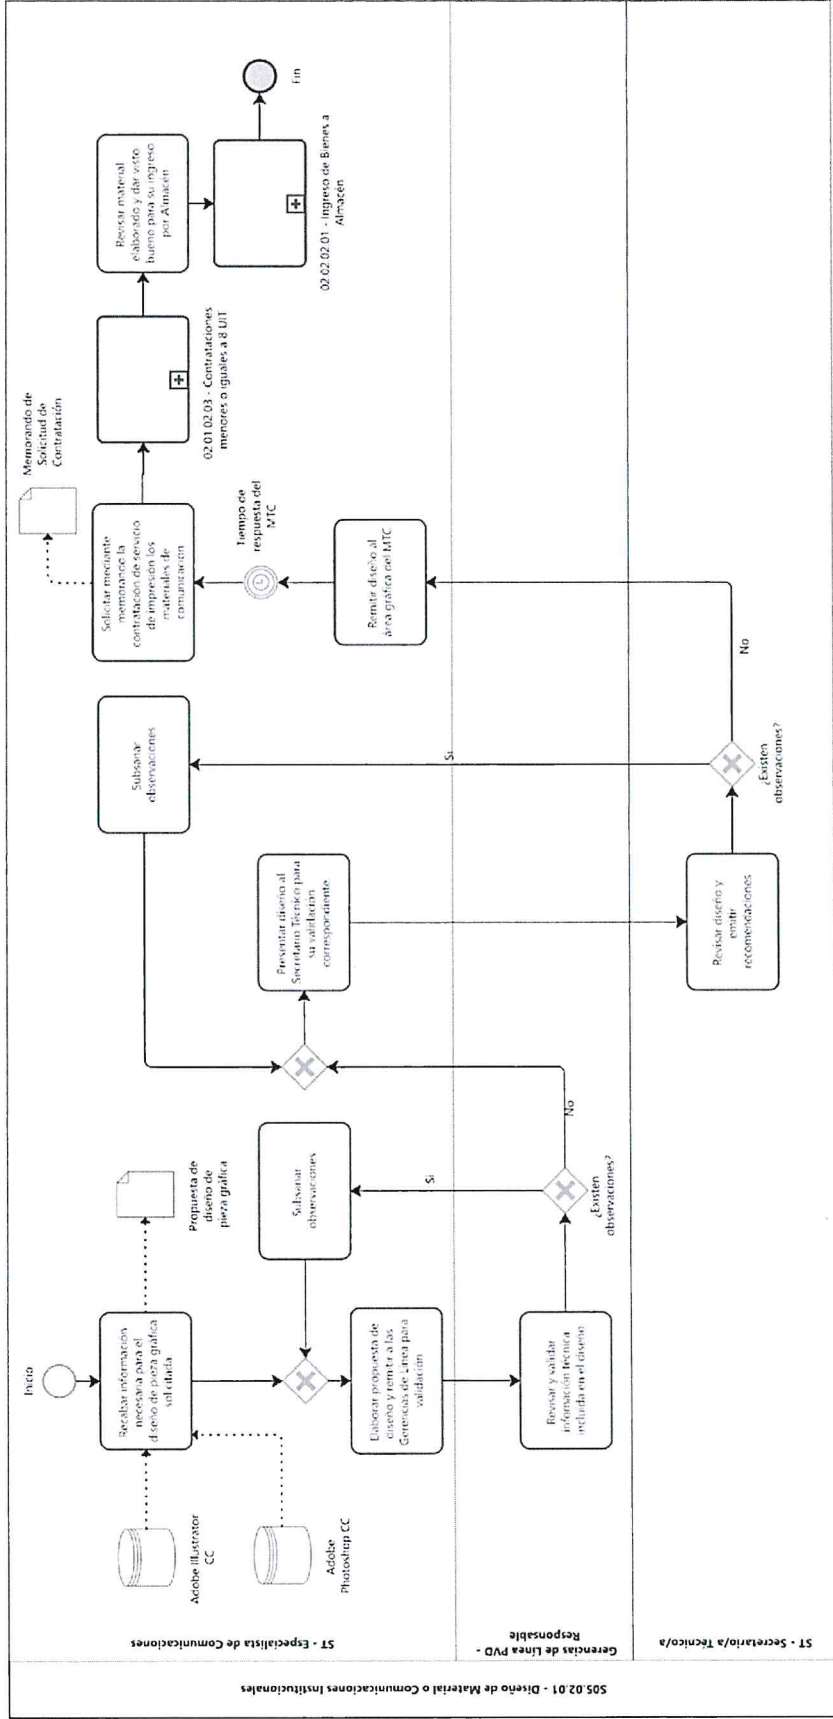 S05.02.01 - Diseño de Material o Comunicaciones Institucionales
ST - Especialista de Comunicaciones
Gerencias de Línea PVD -
Responsable
ST - Secretario/a Técnico/a
Inicio
Adobe Illustrator
CC
Adobe
Photoshop CC
Recabar información
necesaria para el
diseño de pieza gráfica
solicitada
Propuesta de
diseño de
pieza gráfica
Elaborar propuesta de
diseño y remitir a las
Gerencias de Línea para
validación
Revisar y validar
información técnica
incluida en el diseño
¿Existen
observaciones?
Si
No
Subsanar
observaciones
Presentar diseño al
Secretario Técnico para
su validación
correspondiente
Revisar diseño y
emitir
recomendaciones
¿Existen
observaciones?
Si
No
Subsanar
observaciones
Remitir diseño al
área gráfica del MTC
Tiempo de
respuesta del
MTC
Solicitar mediante
memorando la
contratación de servicio
de impresión los
materiales de
comunicación
Memorando de
Solicitud de
Contratación
02.01.02.03 - Contrataciones
menores o iguales a 8 UIT
Revisar material
elaborado y dar visto
bueno para su ingreso
por Almacén
02.02.02.01 - Ingreso de Bienes a
Almacén
Fin